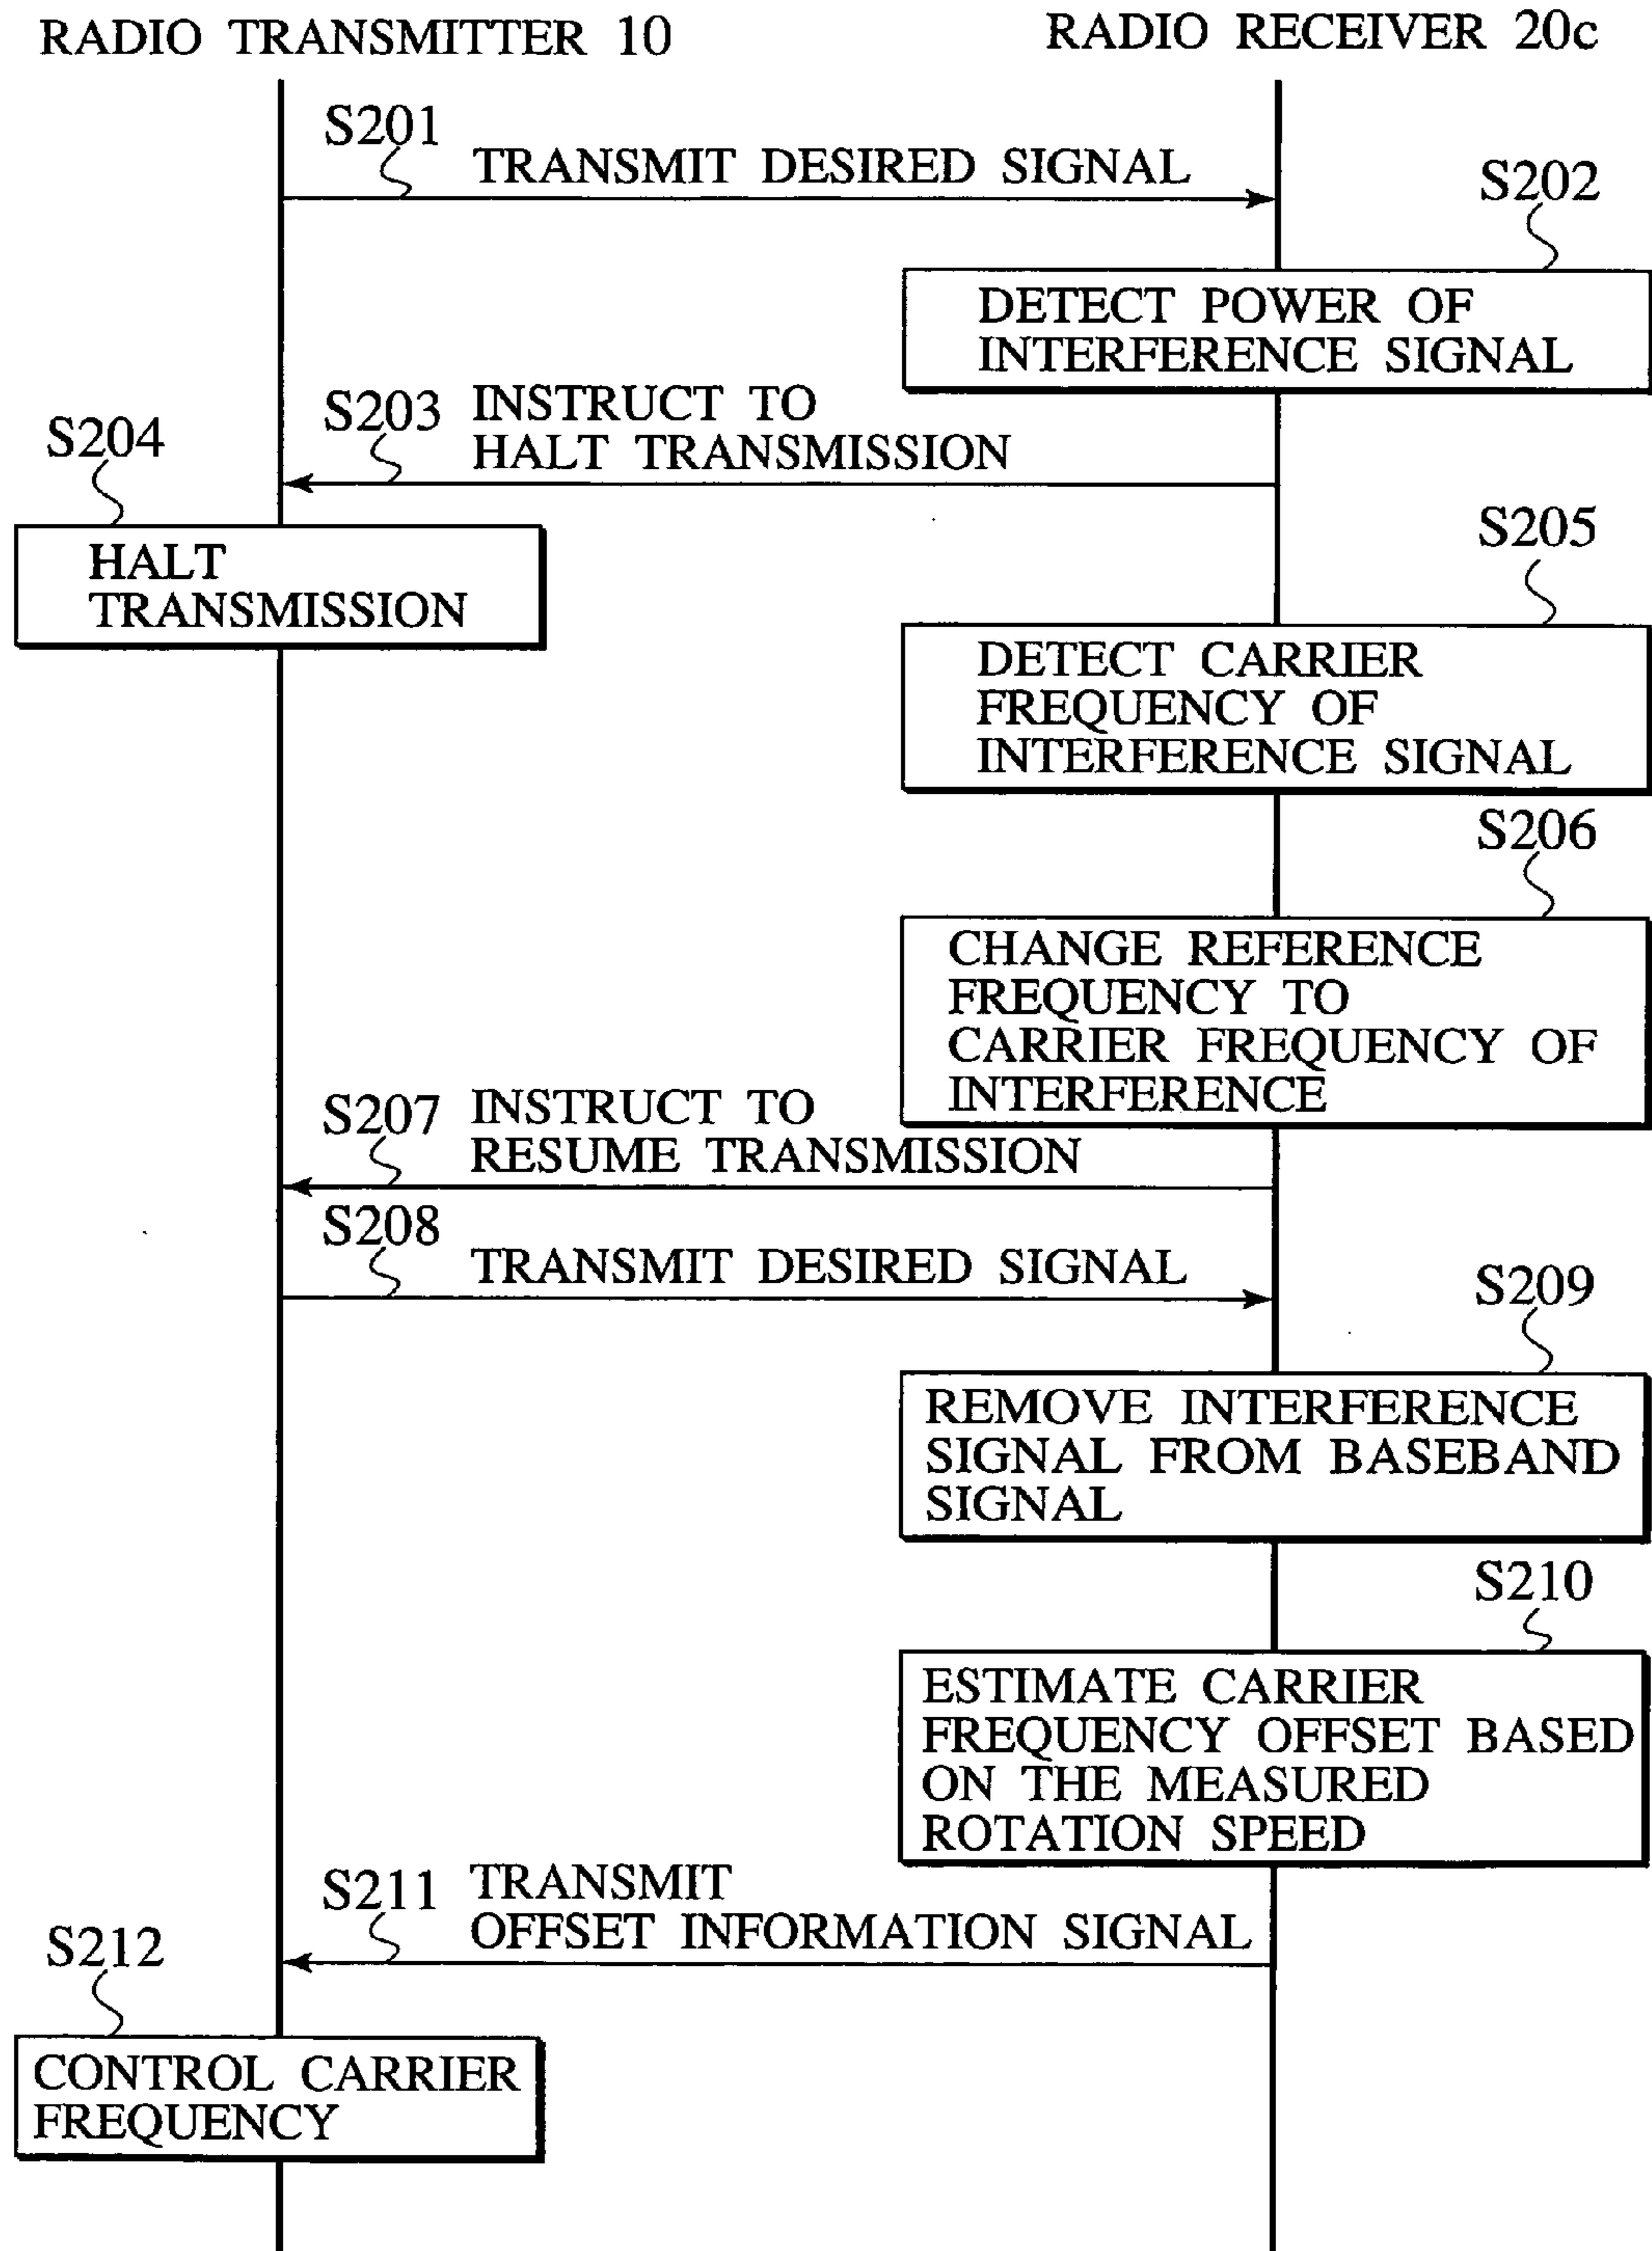 RADIO TRANSMITTER 10
RADIO RECEIVER 20c
S201
TRANSMIT DESIRED SIGNAL
S202
DETECT POWER OF
INTERFERENCE SIGNAL
S203
INSTRUCT TO
HALT TRANSMISSION
S204
HALT
TRANSMISSION
S205
DETECT CARRIER
FREQUENCY OF
INTERFERENCE SIGNAL
S206
CHANGE REFERENCE
FREQUENCY TO
CARRIER FREQUENCY OF
INTERFERENCE
S207
INSTRUCT TO
RESUME TRANSMISSION
S208
TRANSMIT DESIRED SIGNAL
S209
REMOVE INTERFERENCE
SIGNAL FROM BASEBAND
SIGNAL
S210
ESTIMATE CARRIER
FREQUENCY OFFSET BASED
ON THE MEASURED
ROTATION SPEED
S211
TRANSMIT
OFFSET INFORMATION SIGNAL
S212
CONTROL CARRIER
FREQUENCY